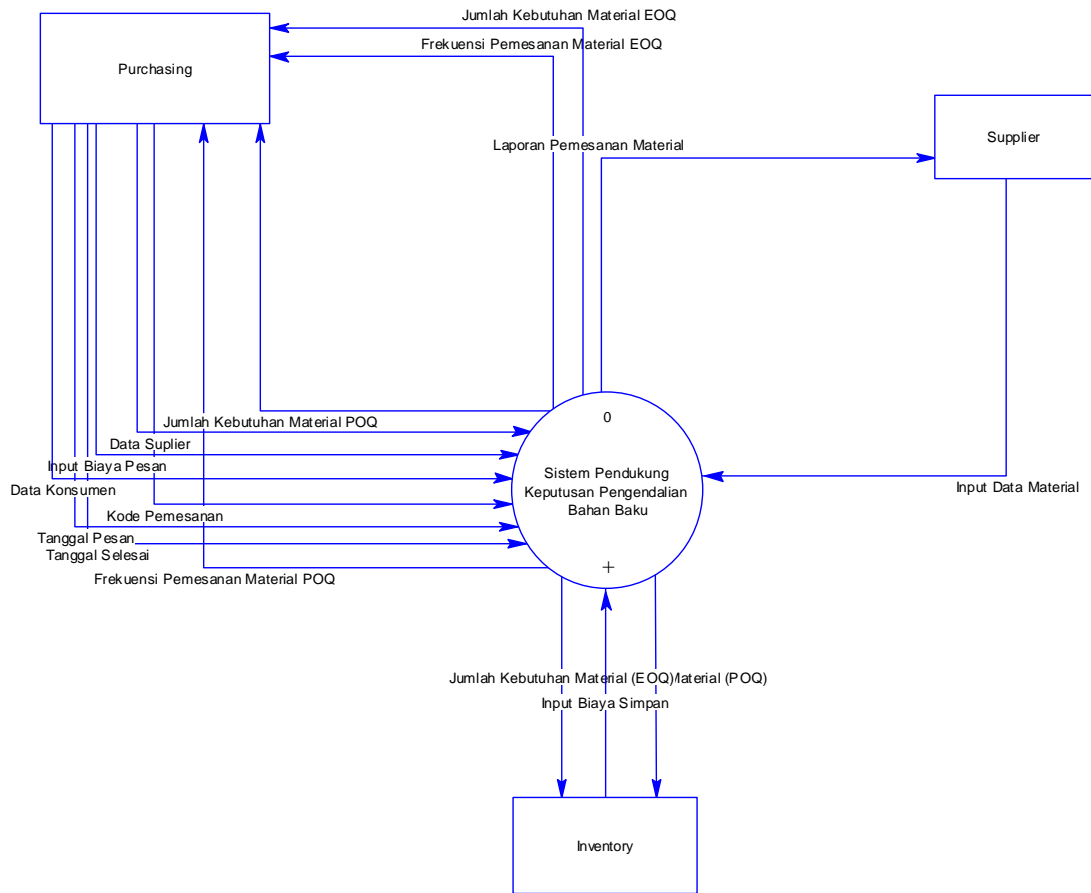 Jumlah Kebutuhan Material EOQ
Frekuensi Pemesanan Material EOQ
Purchasing
Supplier
Laporan Pemesanan Material
0
Jumlah Kebutuhan Material POQ
Data Suplier
Input Biaya Pesan
Sistem Pendukung
Keputusan Pengendalian
Bahan Baku
Input Data Material
Data Konsumen
Kode Pemesanan
Tanggal Pesan
Tanggal Selesai
+
Frekuensi Pemesanan Material POQ
Jumlah Kebutuhan Material (EOQ) (POQ)
Input Biaya Simpan
Inventory